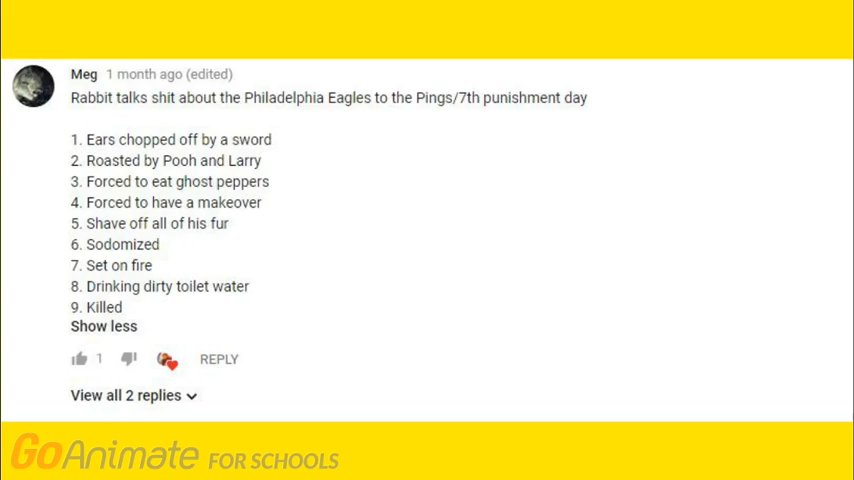 Meg 1 month ago (edited)
Rabbit talks shit about the Philadelphia Eagles to the Pings/7th punishment day
1. Ears chopped off by a sword
2. Roasted by Pooh and Larry
3. Forced to eat ghost peppers
4. Forced to have a makeover
5. Shave off all of his fur
6. Sodomized
7. Set on fire
8. Drinking dirty toilet water
9. Killed
Show less
1 REPLY
View all 2 replies
GoAnimate FOR SCHOOLS